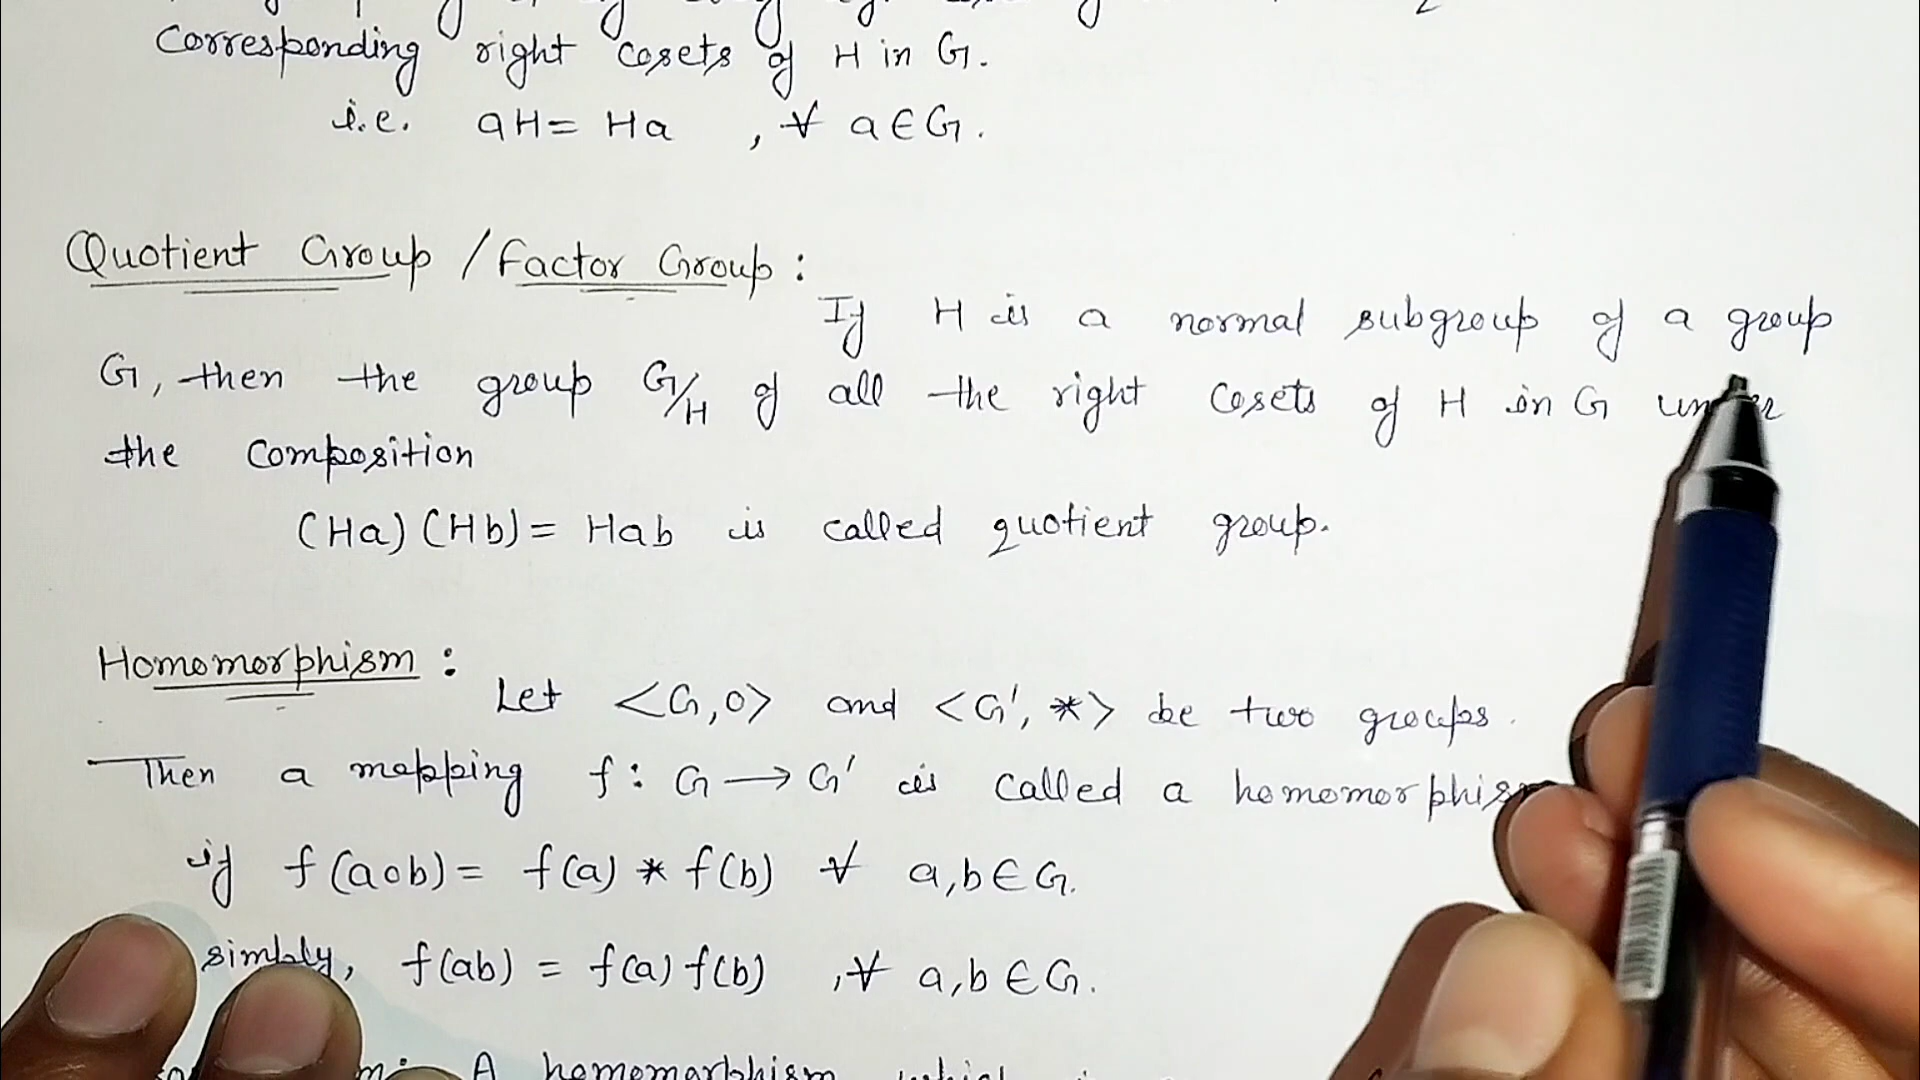 Corresponding right cosets of H in G.
i.e. aH = Ha , ∀ a ∈ G.
Quotient Group / Factor Group :
If H is a normal subgroup of a group
G, then the group G/H of all the right cosets of H in G under
the composition
(Ha) (Hb) = Hab is called quotient group.
Homomorphism :
Let <G, o> and <G', *> be two groups.
Then a mapping f : G → G' is called a homomorphism
if f(aob) = f(a) * f(b) ∀ a, b ∈ G.
simply, f(ab) = f(a) f(b) , ∀ a, b ∈ G.
A homomorphism which